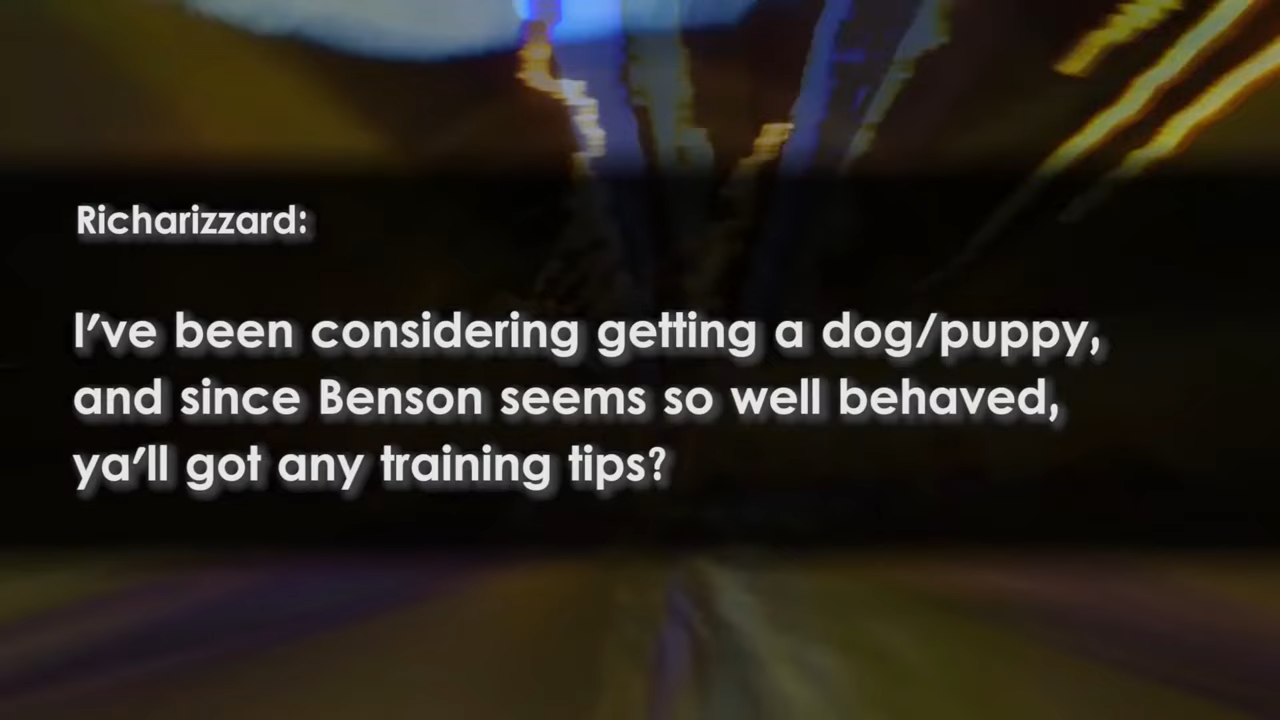 Richarizzard:
I've been considering getting a dog/puppy,
and since Benson seems so well behaved,
ya'll got any training tips?